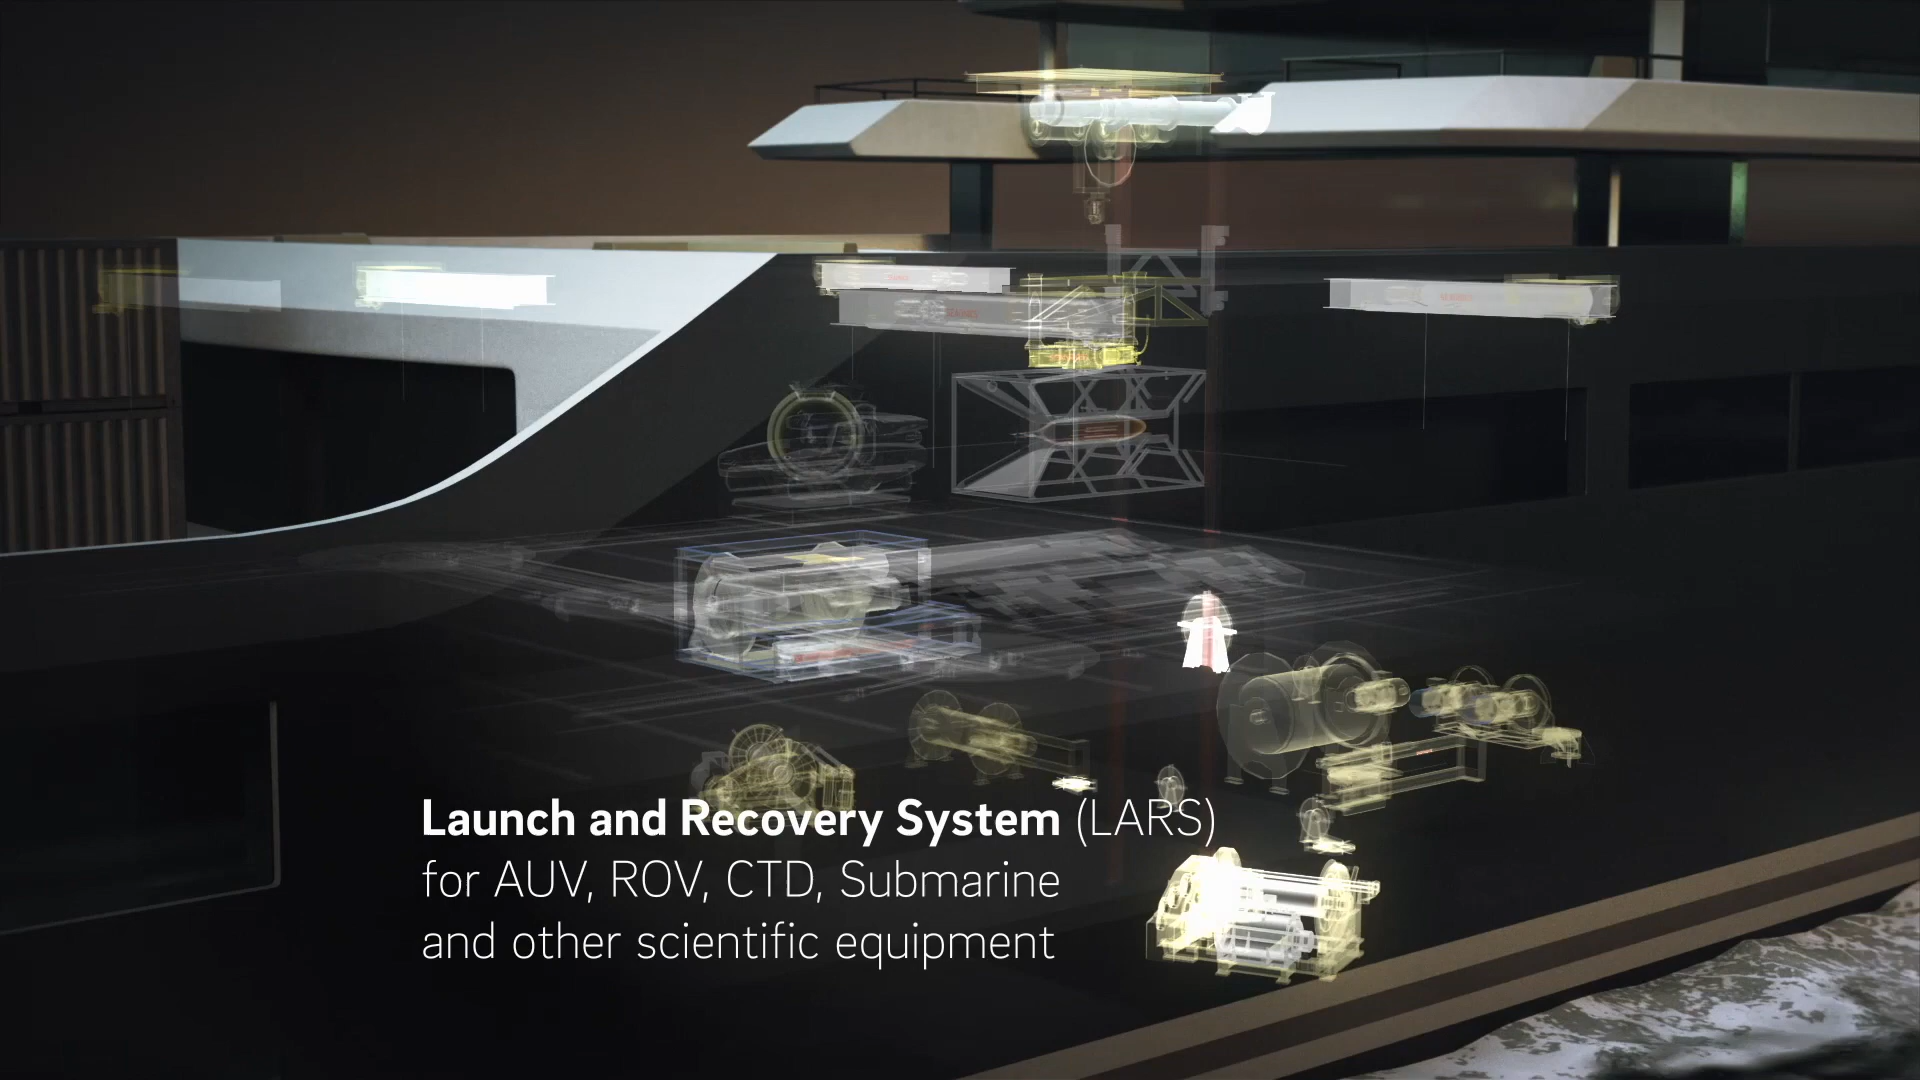 Launch and Recovery System (LARS)
for AUV, ROV, CTD, Submarine
and other scientific equipment